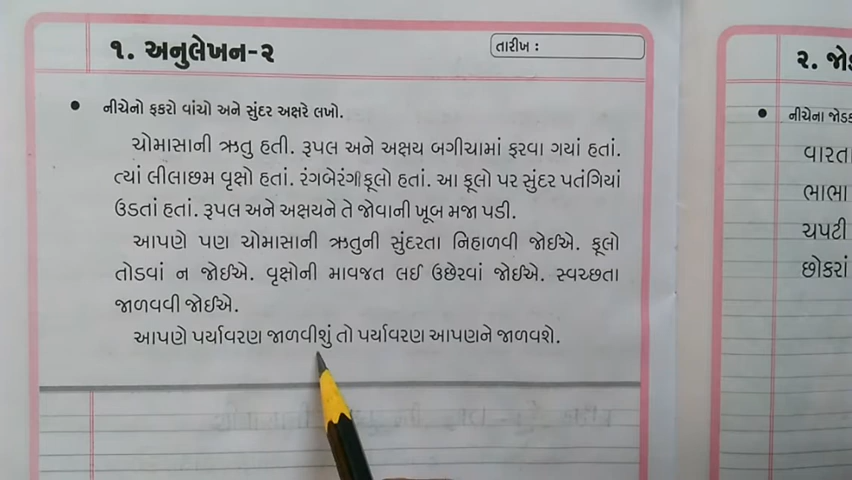 ૧. અનુલેખન-૨
તારીખ :
નીચેનો ફકરો વાંચો અને સુંદર અક્ષરે લખો.
ચોમાસાની ઋતુ હતી. રૂપલ અને અક્ષય બગીચામાં ફરવા ગયાં હતાં.
ત્યાં લીલાછમ વૃક્ષો હતાં. રંગબેરંગી ફૂલો હતાં. આ ફૂલો પર સુંદર પતંગિયાં
ઉડતાં હતાં. રૂપલ અને અક્ષયને તે જોવાની ખૂબ મજા પડી.
આપણે પણ ચોમાસાની ઋતુની સુંદરતા નિહાળવી જોઈએ. ફૂલો
તોડવાં ન જોઈએ. વૃક્ષોની માવજત લઈ ઉછેરવાં જોઈએ. સ્વચ્છતા
જાળવવી જોઈએ.
આપણે પર્યાવરણ જાળવીશું તો પર્યાવરણ આપણને જાળવશે.
૨.
નીચેના
વારતા
ભાભા
ચપટી
છોકરાં